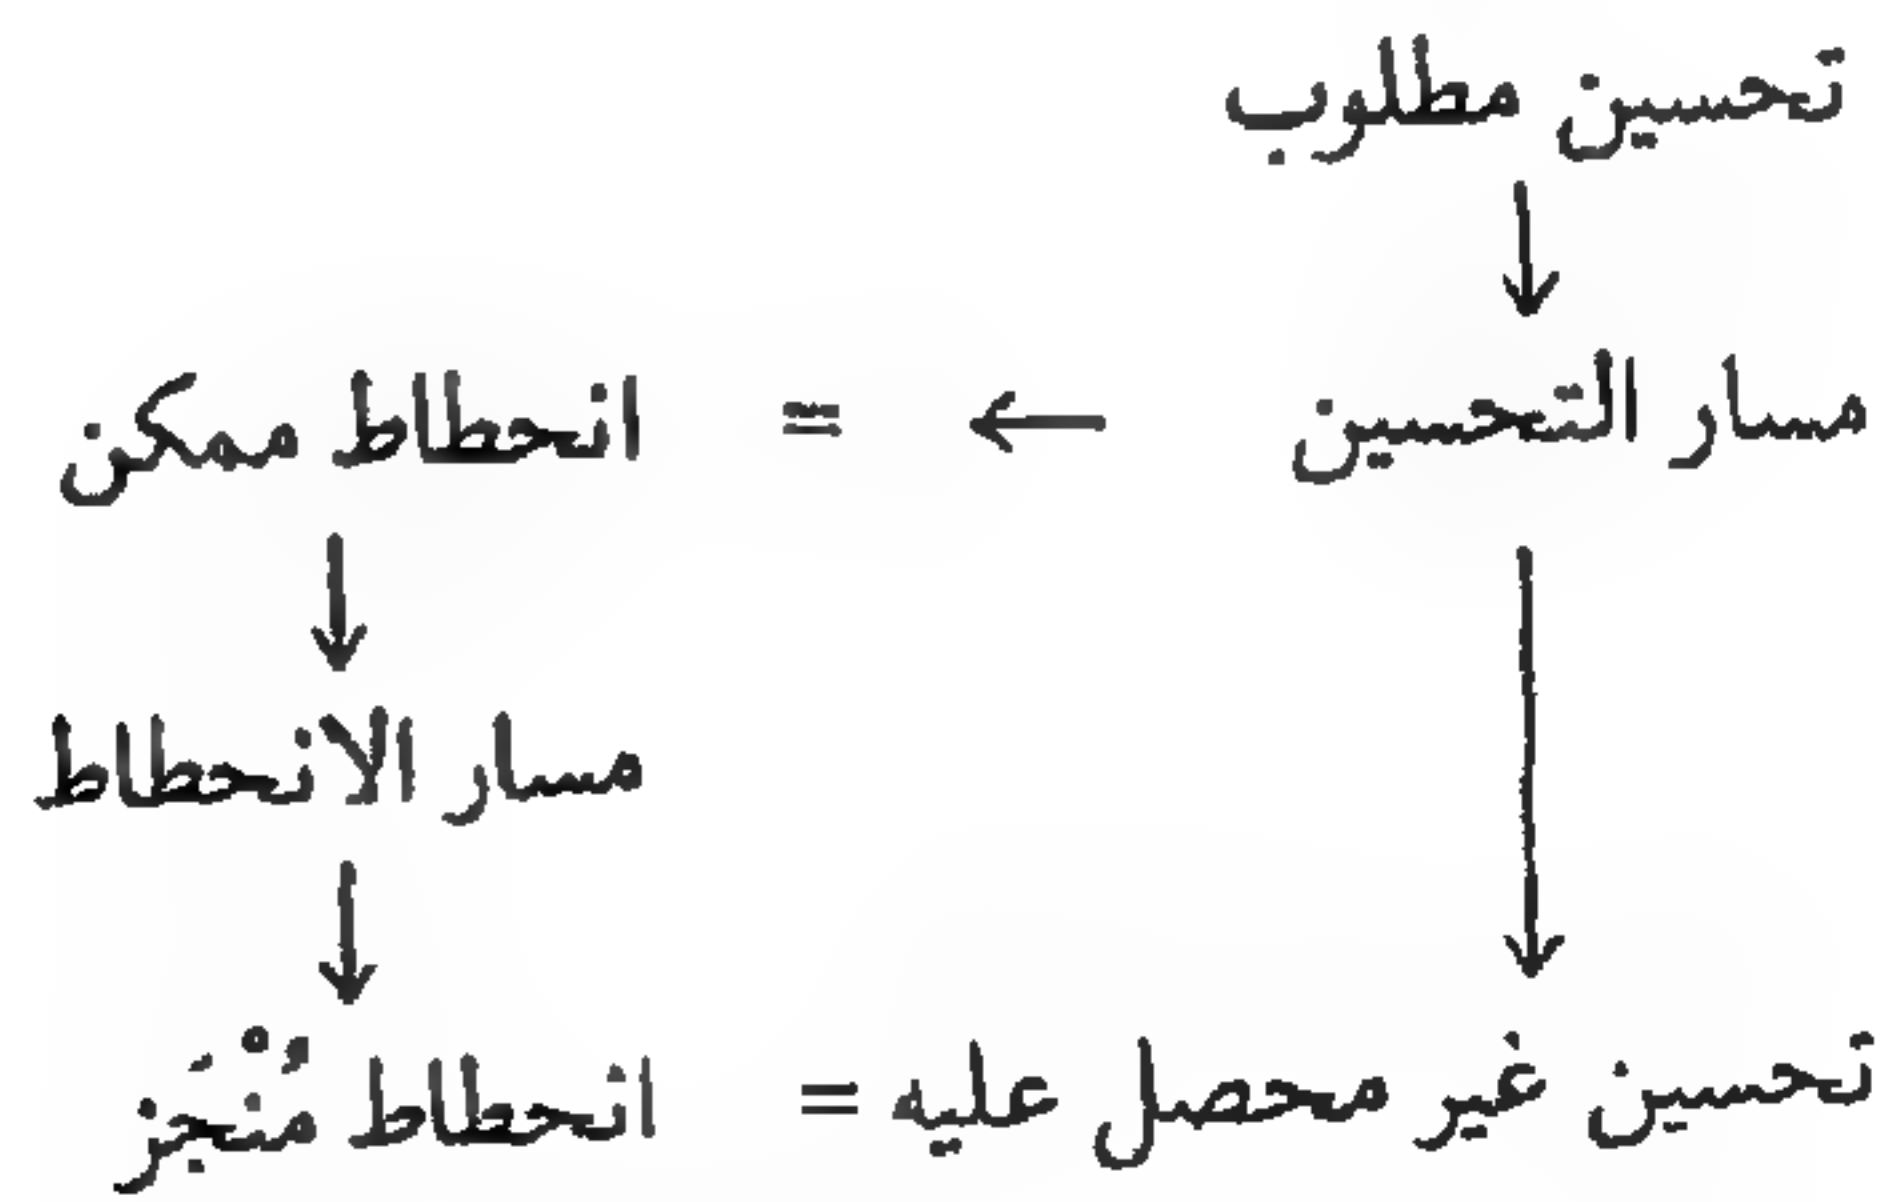 تحسين مطلوب
↓
مسار التحسين ← = انحطاط ممكن
↓
مسار الانحطاط
↓ ↓
تحسين غير محصل عليه = انحطاط مُنْجَز